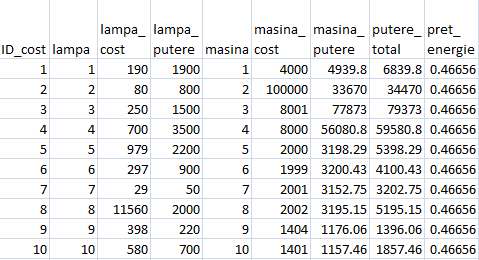 lampa_ lampa_ masina_ masina_ putere_ pret_
ID_cost lampa cost putere masina cost putere total energie
1 1 190 1900 1 4000 4939.8 6839.8 0.46656
2 2 80 800 2 100000 33670 34470 0.46656
3 3 250 1500 3 8001 77873 79373 0.46656
4 4 700 3500 4 8000 56080.8 59580.8 0.46656
5 5 979 2200 5 2000 3198.29 5398.29 0.46656
6 6 297 900 6 1999 3200.43 4100.43 0.46656
7 7 29 50 7 2001 3152.75 3202.75 0.46656
8 8 11560 2000 8 2002 3195.15 5195.15 0.46656
9 9 398 220 9 1404 1176.06 1396.06 0.46656
10 10 580 700 10 1401 1157.46 1857.46 0.46656